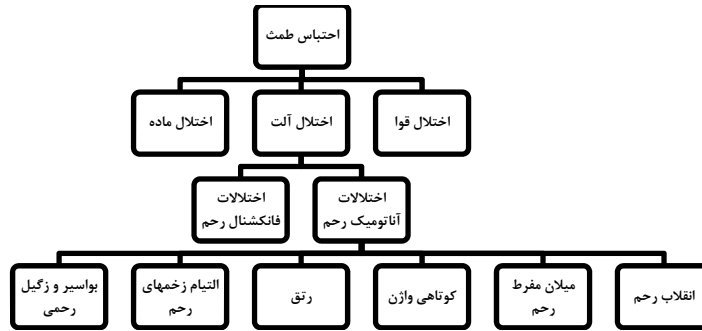 احتباس طمث
اختلال قوا
اختلال آلت
اختلال ماده
اختلالات
آناتومیک رحم
اختلالات
فانکشنال رحم
انقلاب رحم
میلان مفرط
رحم
کوتاهی واژن
رتق
التیام زخمهای
رحم
بواسیر و زگیل
رحمی